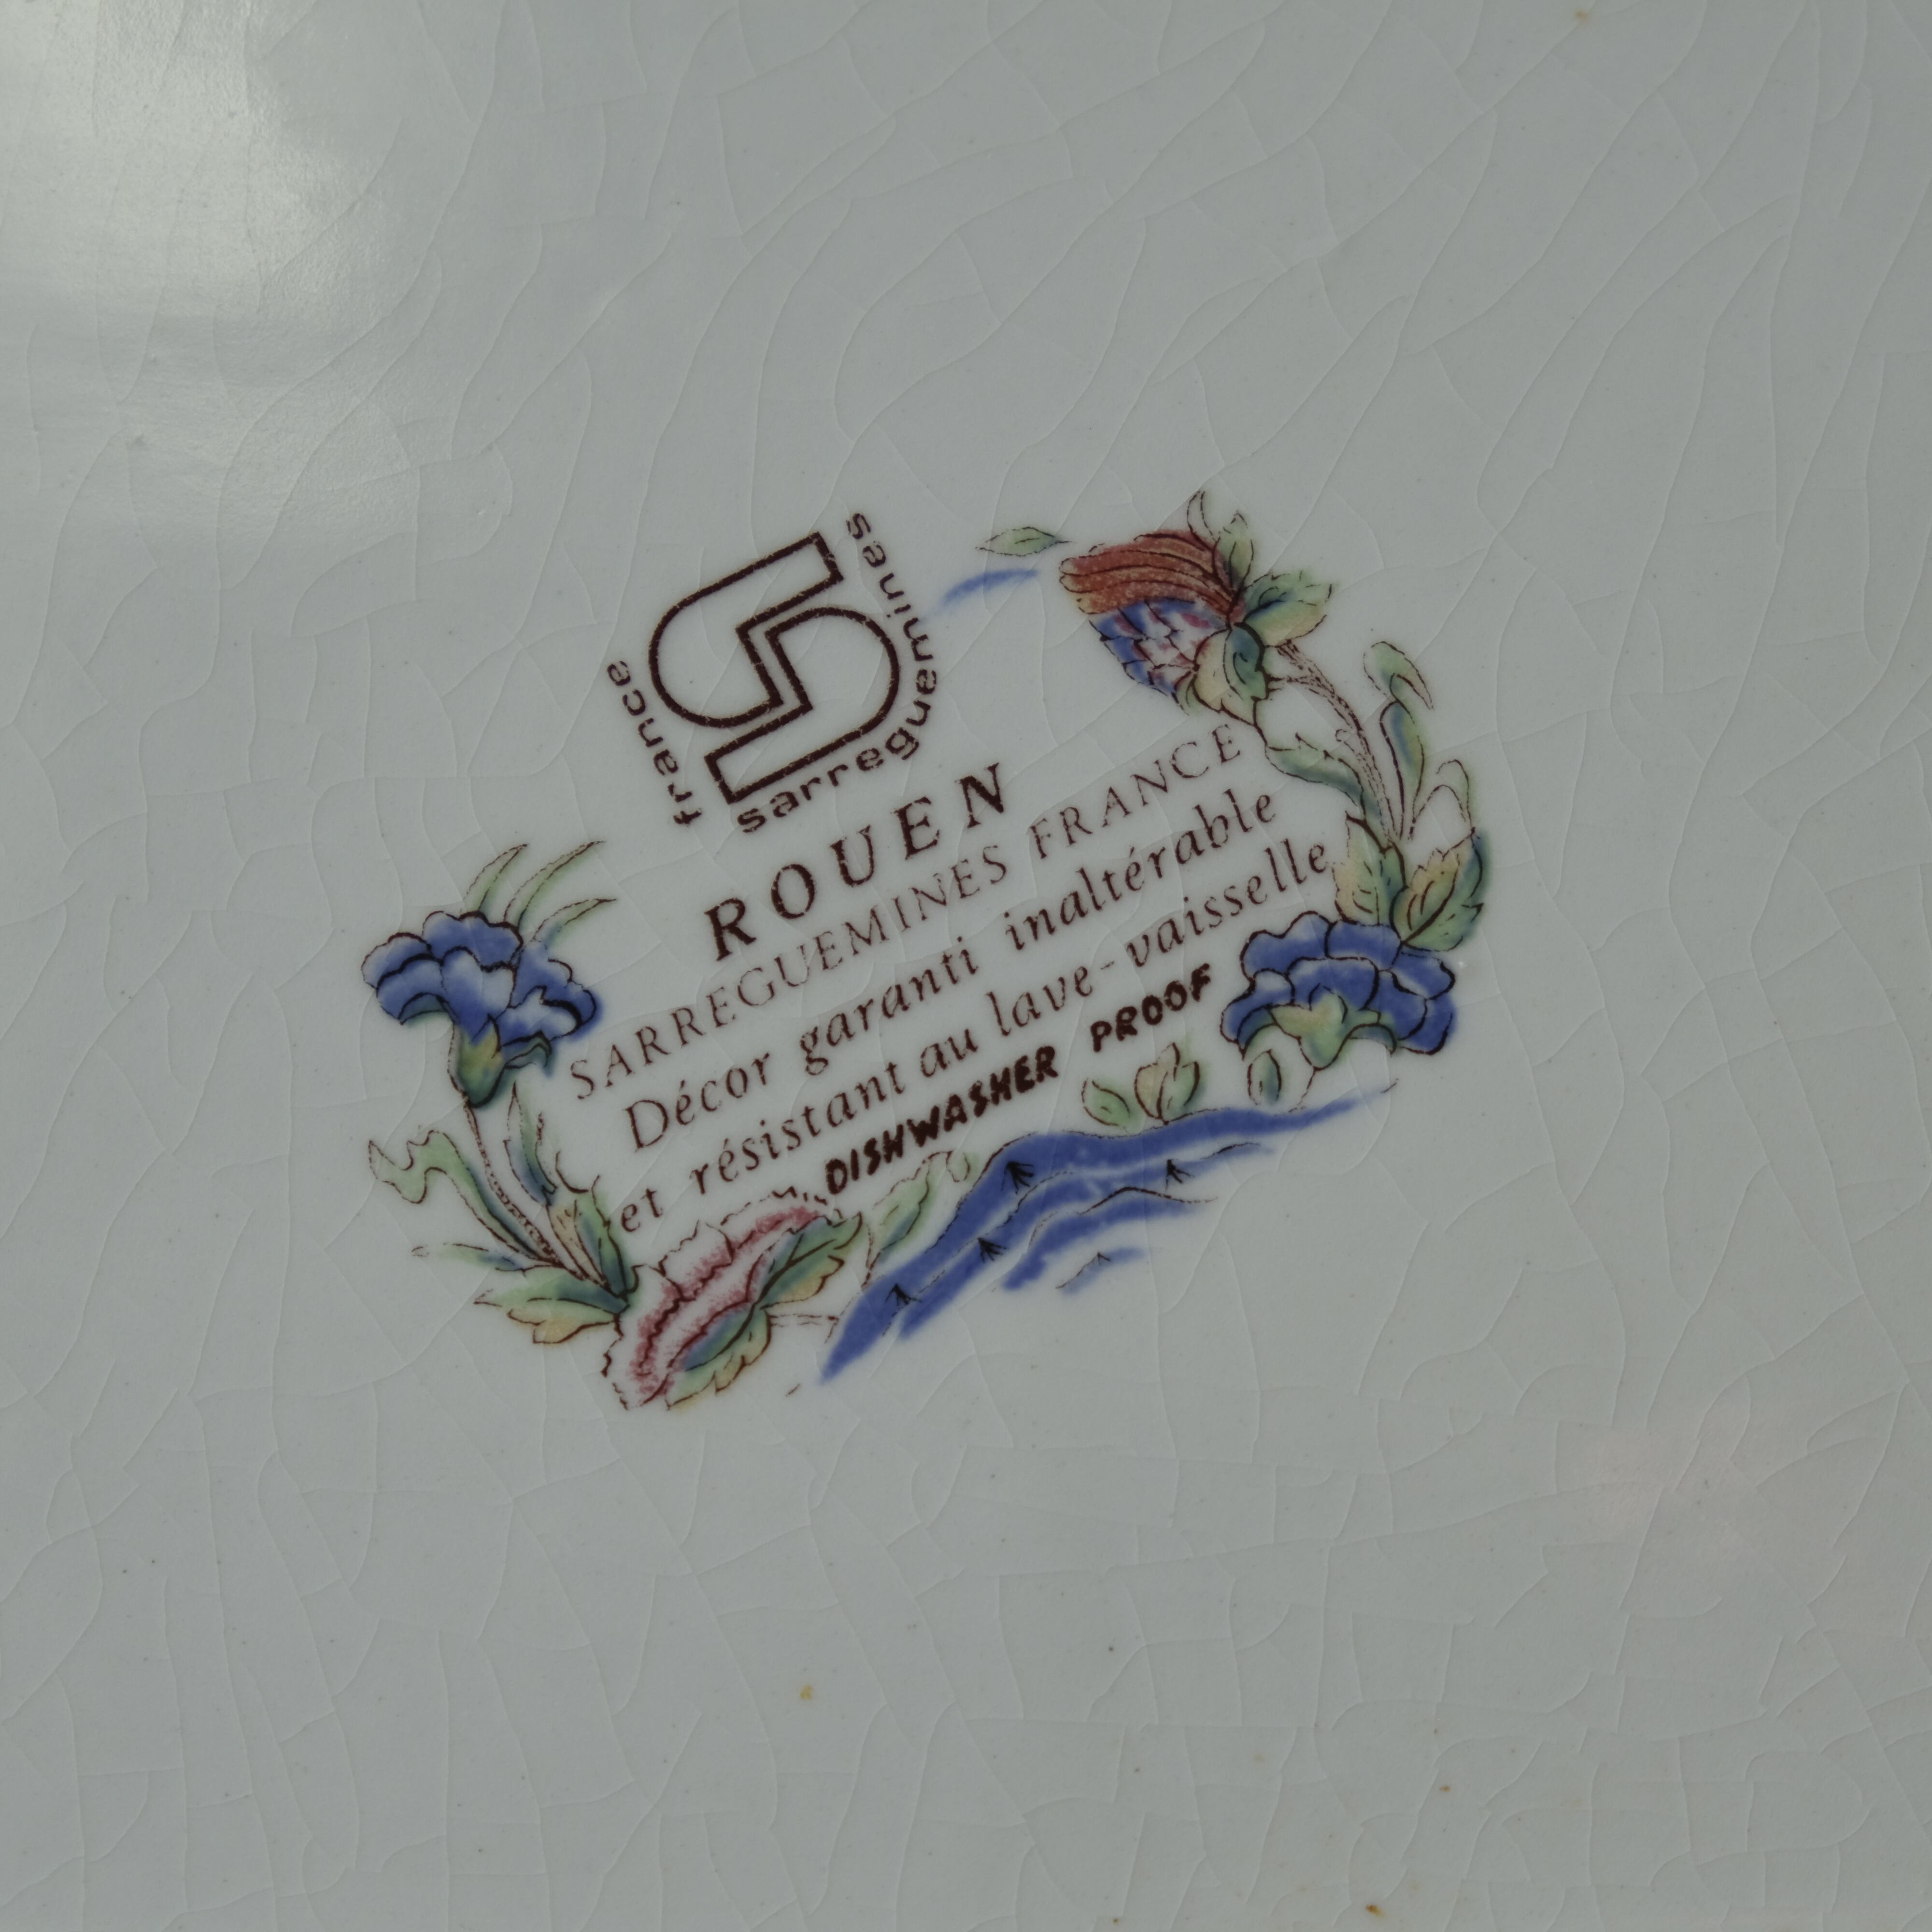 france
sarreguemines
ROUEN
SARREGUEMINES FRANCE
Décor garanti inaltérable
et résistant au lave-vaisselle
DISHWASHER PROOF